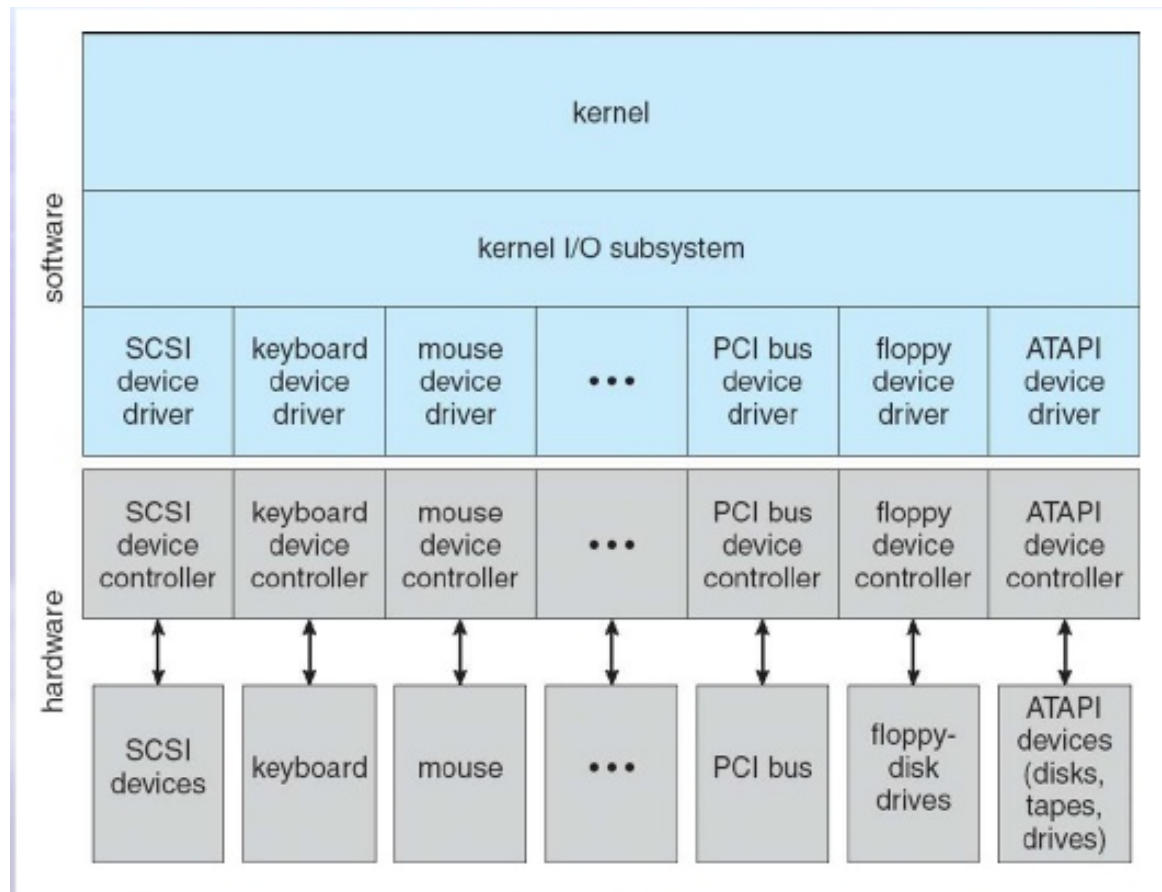 software
kernel
kernel I/O subsystem
SCSI
device
driver
keyboard
device
driver
mouse
device
driver
•••
PCI bus
device
driver
floppy
device
driver
ATAPI
device
driver
hardware
SCSI
device
controller
keyboard
device
controller
mouse
device
controller
•••
PCI bus
device
controller
floppy
device
controller
ATAPI
device
controller
SCSI
devices
keyboard
mouse
•••
PCI bus
floppy-
disk
drives
ATAPI
devices
(disks,
tapes,
drives)